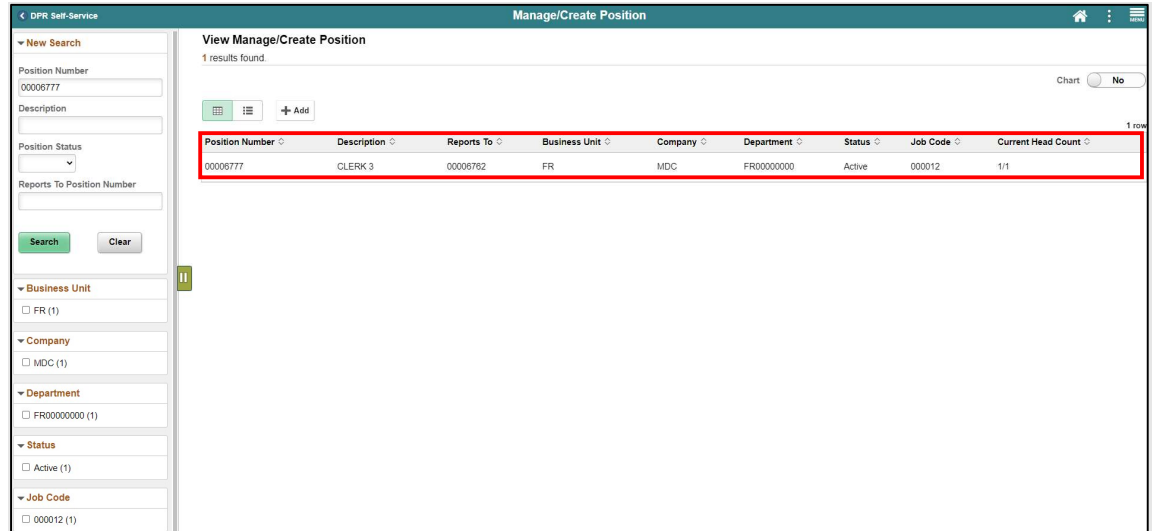 DPR Self-Service
Manage/Create Position
MENU
New Search
Position Number
00006777
Description
Position Status
Reports To Position Number
Search Clear
Business Unit
FR (1)
Company
MDC (1)
Department
FR00000000 (1)
Status
Active (1)
Job Code
000012 (1)
View Manage/Create Position
1 results found.
Chart No
+ Add
1 row
Position Number Description Reports To Business Unit Company Department Status Job Code Current Head Count
00006777 CLERK 3 00006762 FR MDC FR00000000 Active 000012 1/1